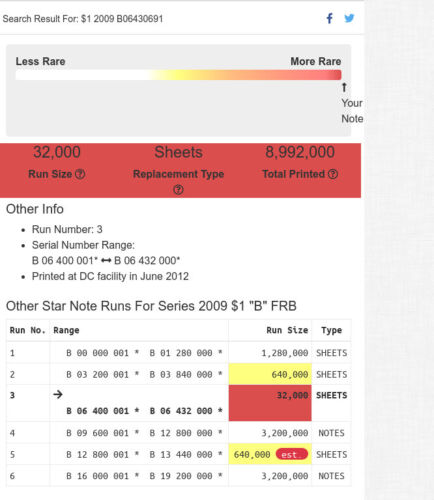 Search Result For: $1 2009 B06430691
Less Rare More Rare
Your
Note
32,000 Sheets 8,992,000
Run Size Replacement Type Total Printed
Other Info
• Run Number: 3
• Serial Number Range:
B 06 400 001* ↔ B 06 432 000*
• Printed at DC facility in June 2012
Other Star Note Runs For Series 2009 $1 "B" FRB
Run No. Range Run Size Type
1 B 00 000 001 * B 01 280 000 * 1,280,000 SHEETS
2 B 03 200 001 * B 03 840 000 * 640,000 SHEETS
3 → 32,000 SHEETS
B 06 400 001 * B 06 432 000 *
4 B 09 600 001 * B 12 800 000 * 3,200,000 NOTES
5 B 12 800 001 * B 13 440 000 * 640,000 est. SHEETS
6 B 16 000 001 * B 19 200 000 * 3,200,000 NOTES